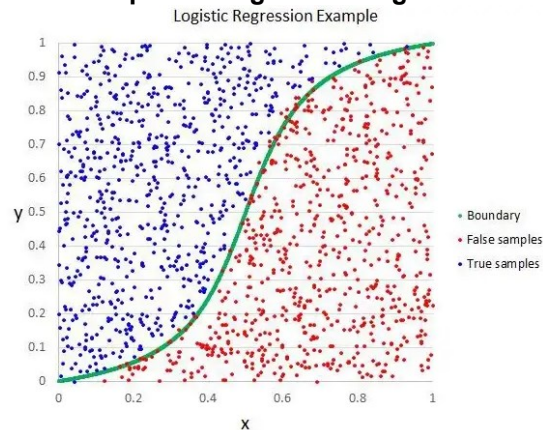 Logistic Regression Example
1
0.9
0.8
0.7
0.6
y 0.5
0.4
0.3
0.2
0.1
0
0 0.2 0.4 0.6 0.8 1
x
Boundary
False samples
True samples